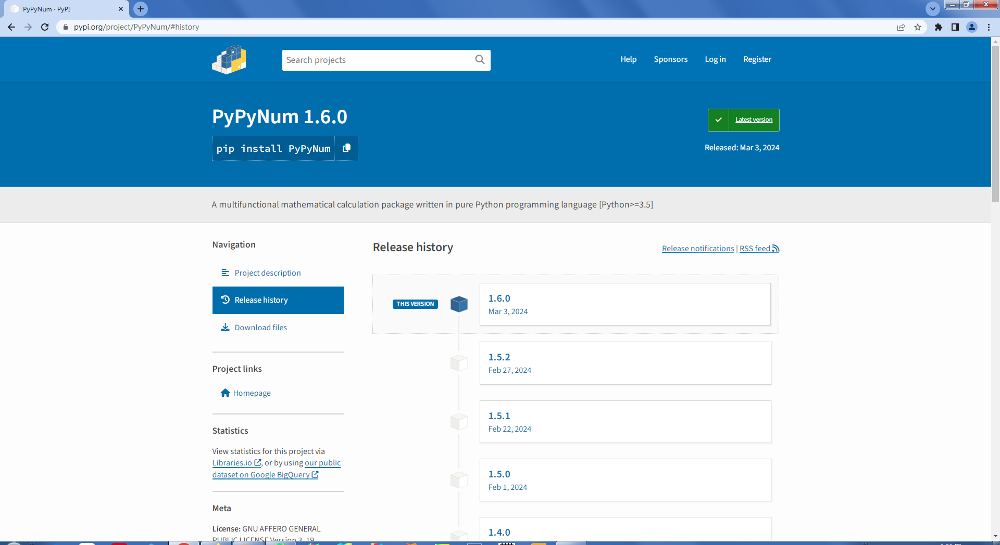 PyPyNum · PyPI
pypi.org/project/PyPyNum/#history
Search projects
Help
Sponsors
Log in
Register
PyPyNum 1.6.0
Latest version
pip install PyPyNum
Released: Mar 3, 2024
A multifunctional mathematical calculation package written in pure Python programming language [Python>=3.5]
Navigation
Project description
Release history
Download files
Project links
Homepage
Statistics
View statistics for this project via
Libraries.io, or by using our public
dataset on Google BigQuery
Meta
License: GNU AFFERO GENERAL
PUBLIC LICENSE Version 3, 19
Release history
Release notifications | RSS feed
THIS VERSION
1.6.0
Mar 3, 2024
1.5.2
Feb 27, 2024
1.5.1
Feb 22, 2024
1.5.0
Feb 1, 2024
1.4.0